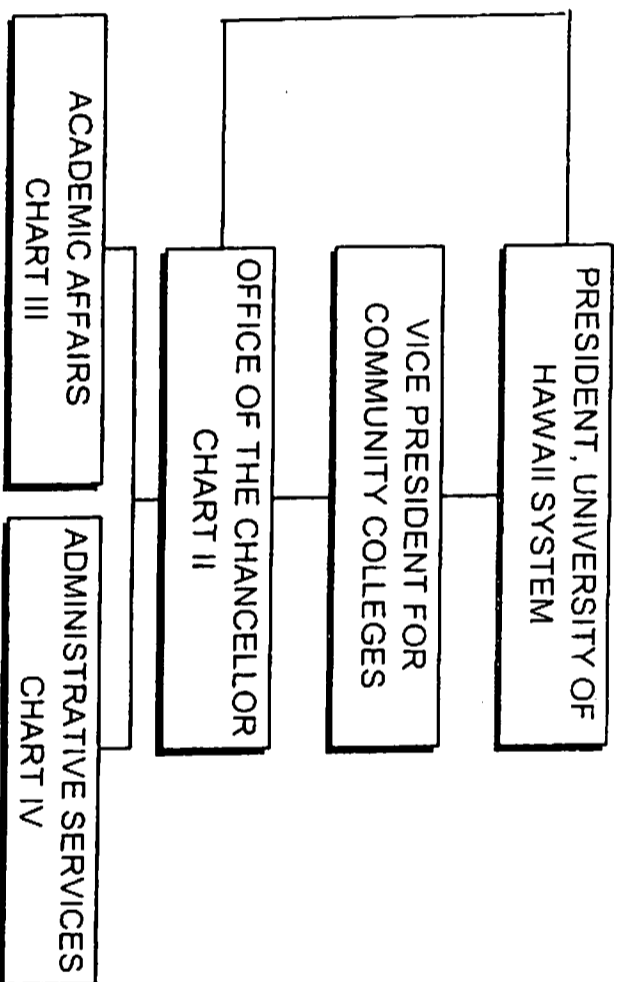 PRESIDENT, UNIVERSITY OF
HAWAII SYSTEM
VICE PRESIDENT FOR
COMMUNITY COLLEGES
OFFICE OF THE CHANCELLOR
CHART II
ACADEMIC AFFAIRS
CHART III
ADMINISTRATIVE SERVICES
CHART IV